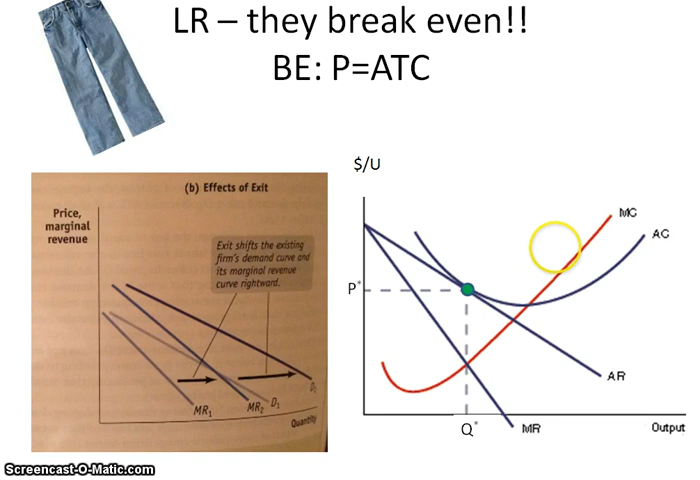 LR – they break even!!
BE: P=ATC
(b) Effects of Exit
Price,
marginal
revenue
Exit shifts the existing
firm's demand curve and
its marginal revenue
curve rightward.
MR1
MR2
D1
D2
Quantity
$/U
MC
AC
P*
AR
Q*
MR
Output
Screencast-O-Matic.com